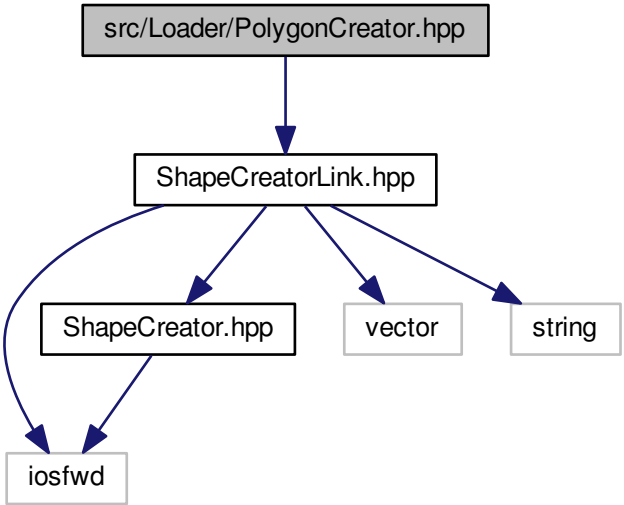 src/Loader/PolygonCreator.hpp
ShapeCreatorLink.hpp
ShapeCreator.hpp
vector
string
iosfwd